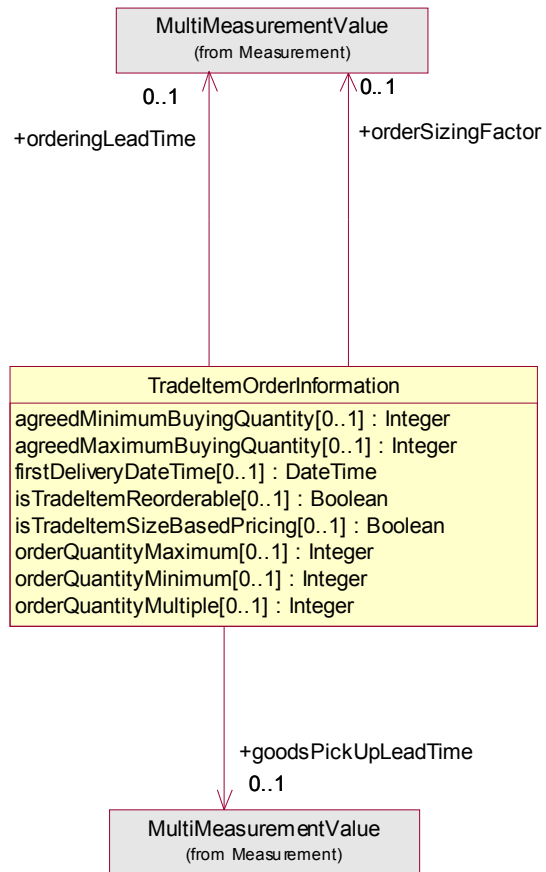 MultiMeasurementValue
(from Measurement)
0..1
0..1
+orderingLeadTime
+orderSizingFactor
TradeItemOrderInformation
agreedMinimumBuyingQuantity[0..1] : Integer
agreedMaximumBuyingQuantity[0..1] : Integer
firstDeliveryDateTime[0..1] : DateTime
isTradeItemReorderable[0..1] : Boolean
isTradeItemSizeBasedPricing[0..1] : Boolean
orderQuantityMaximum[0..1] : Integer
orderQuantityMinimum[0..1] : Integer
orderQuantityMultiple[0..1] : Integer
+goodsPickUpLeadTime
0..1
MultiMeasurementValue
(from Measurement)